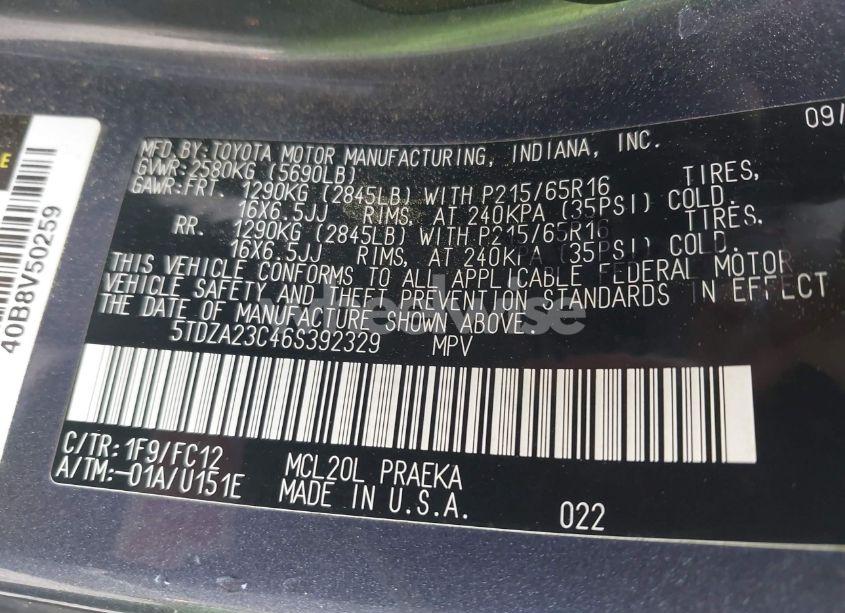 09/
MFD.BY:TOYOTA MOTOR MANUFACTURING, INDIANA, INC.
GVWR:2580KG (5690LB)
GAWR:FRT. 1290KG (2845LB) WITH P215/65R16 TIRES,
16X6.5JJ RIMS, AT 240KPA (35PSI) COLD.
RR. 1290KG (2845LB) WITH P215/65R16 TIRES.
16X6.5JJ RIMS, AT 240KPA (35PSI) COLD.
THIS VEHICLE CONFORMS TO ALL APPLICABLE FEDERAL MOTOR
VEHICLE SAFETY AND THEFT PREVENTION STANDARDS IN EFFECT
THE DATE OF MANUFACTURE SHOWN ABOVE.
5TDZA23C46S392329 MPV
C/TR:1F9/FC12
A/TM:-01A/U151E
MCL20L PRAEKA
MADE IN U.S.A.
022
40B8V50259